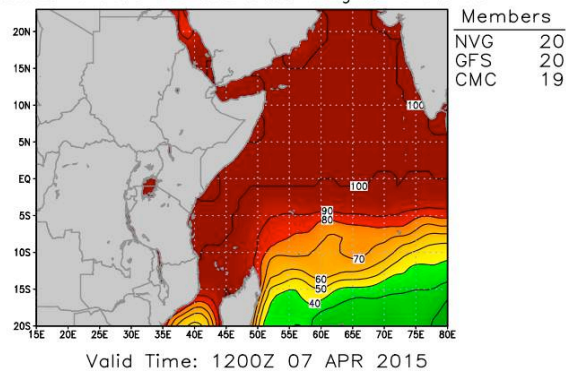 Members
NVG 20
GFS 20
CMC 19
20N
15N
10N
5N
EQ
5S
10S
15S
20S
100
100
90
80
70
60
50
40
15E 20E 25E 30E 35E 40E 45E 50E 55E 60E 65E 70E 75E 80E
Valid Time: 1200Z 07 APR 2015